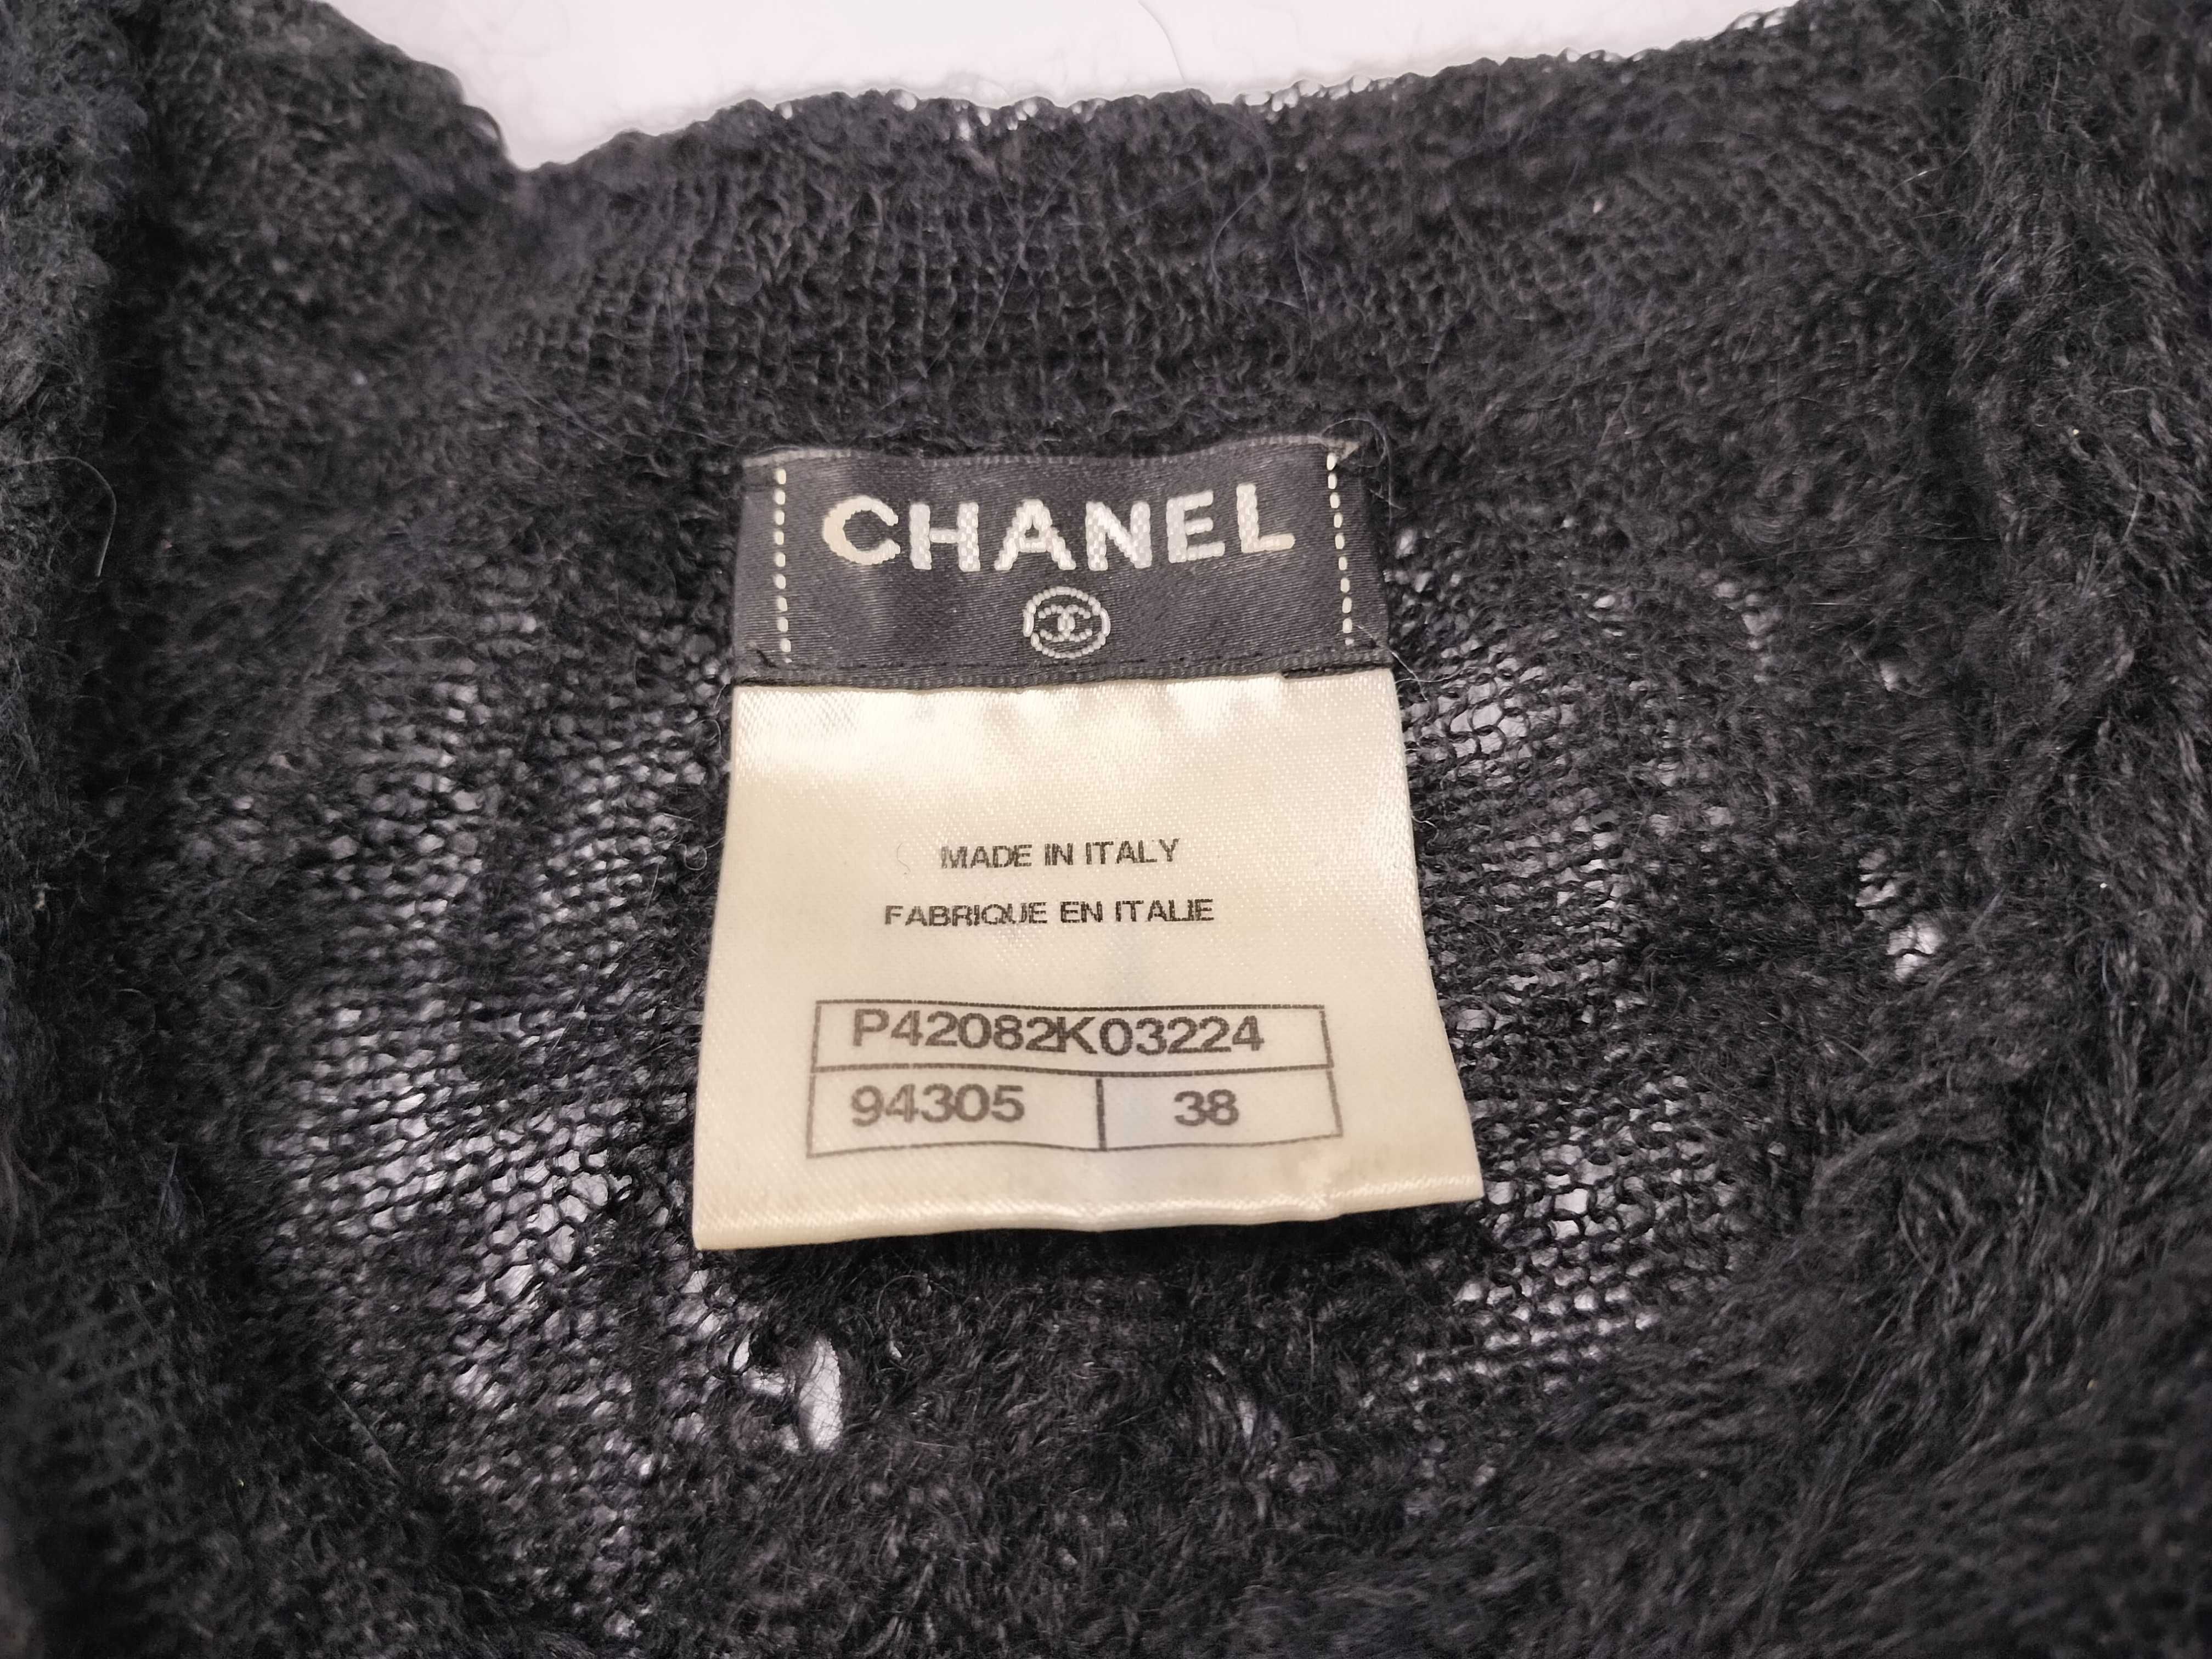 CHANEL
MADE IN ITALY
FABRIQUE EN ITALIE
P42082K03224
94305 38